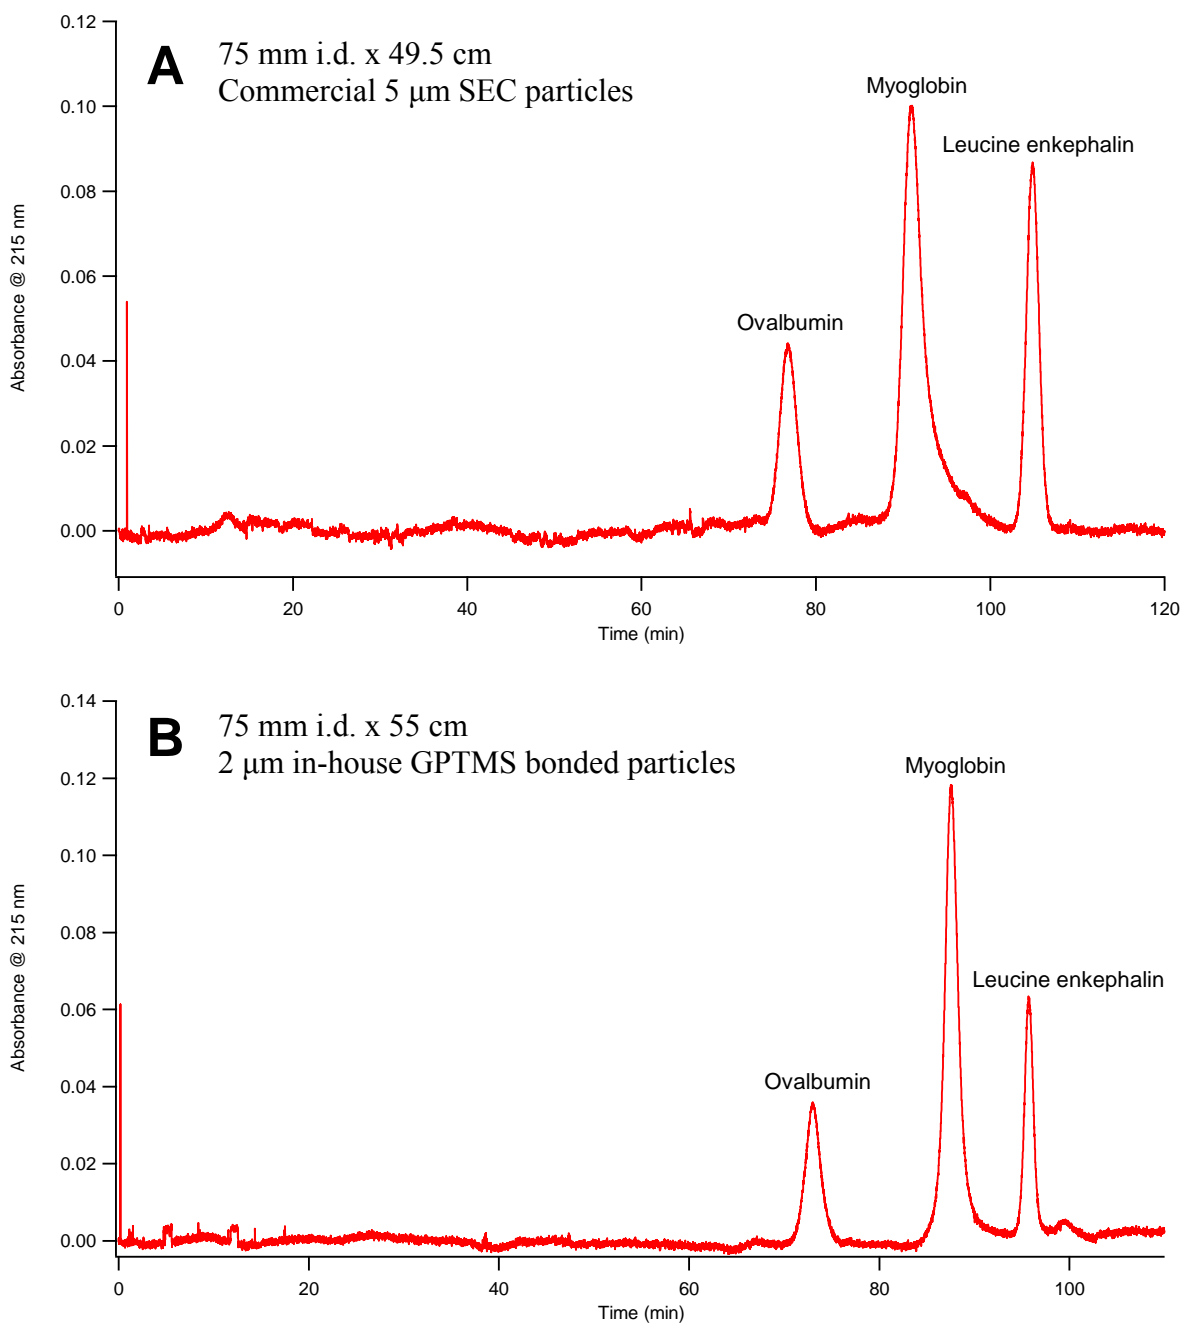 A
75 mm i.d. x 49.5 cm
Commercial 5 μm SEC particles
Absorbance @ 215 nm
0.12
0.10
0.08
0.06
0.04
0.02
0.00
Myoglobin
Leucine enkephalin
Ovalbumin
0 20 40 60 80 100 120
Time (min)
B
75 mm i.d. x 55 cm
2 μm in-house GPTMS bonded particles
Absorbance @ 215 nm
0.14
0.12
0.10
0.08
0.06
0.04
0.02
0.00
Myoglobin
Leucine enkephalin
Ovalbumin
0 20 40 60 80 100
Time (min)